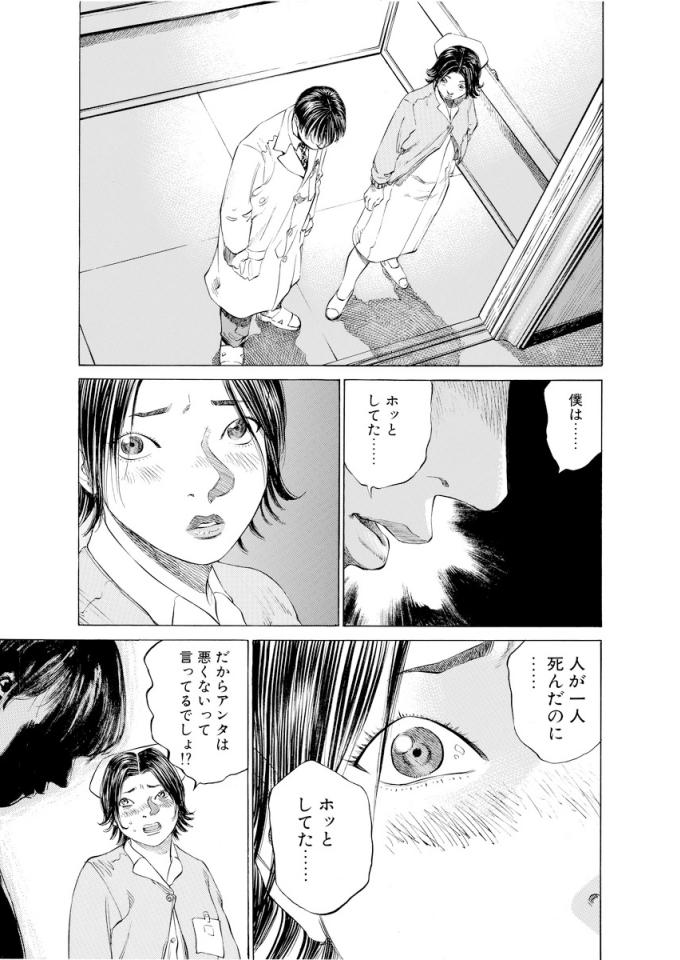 僕は……
ホッと
してた……
人が一人
死んだのに
……
ホッと
してた……
だからアンタは
悪くないって
言ってるでしょ!?